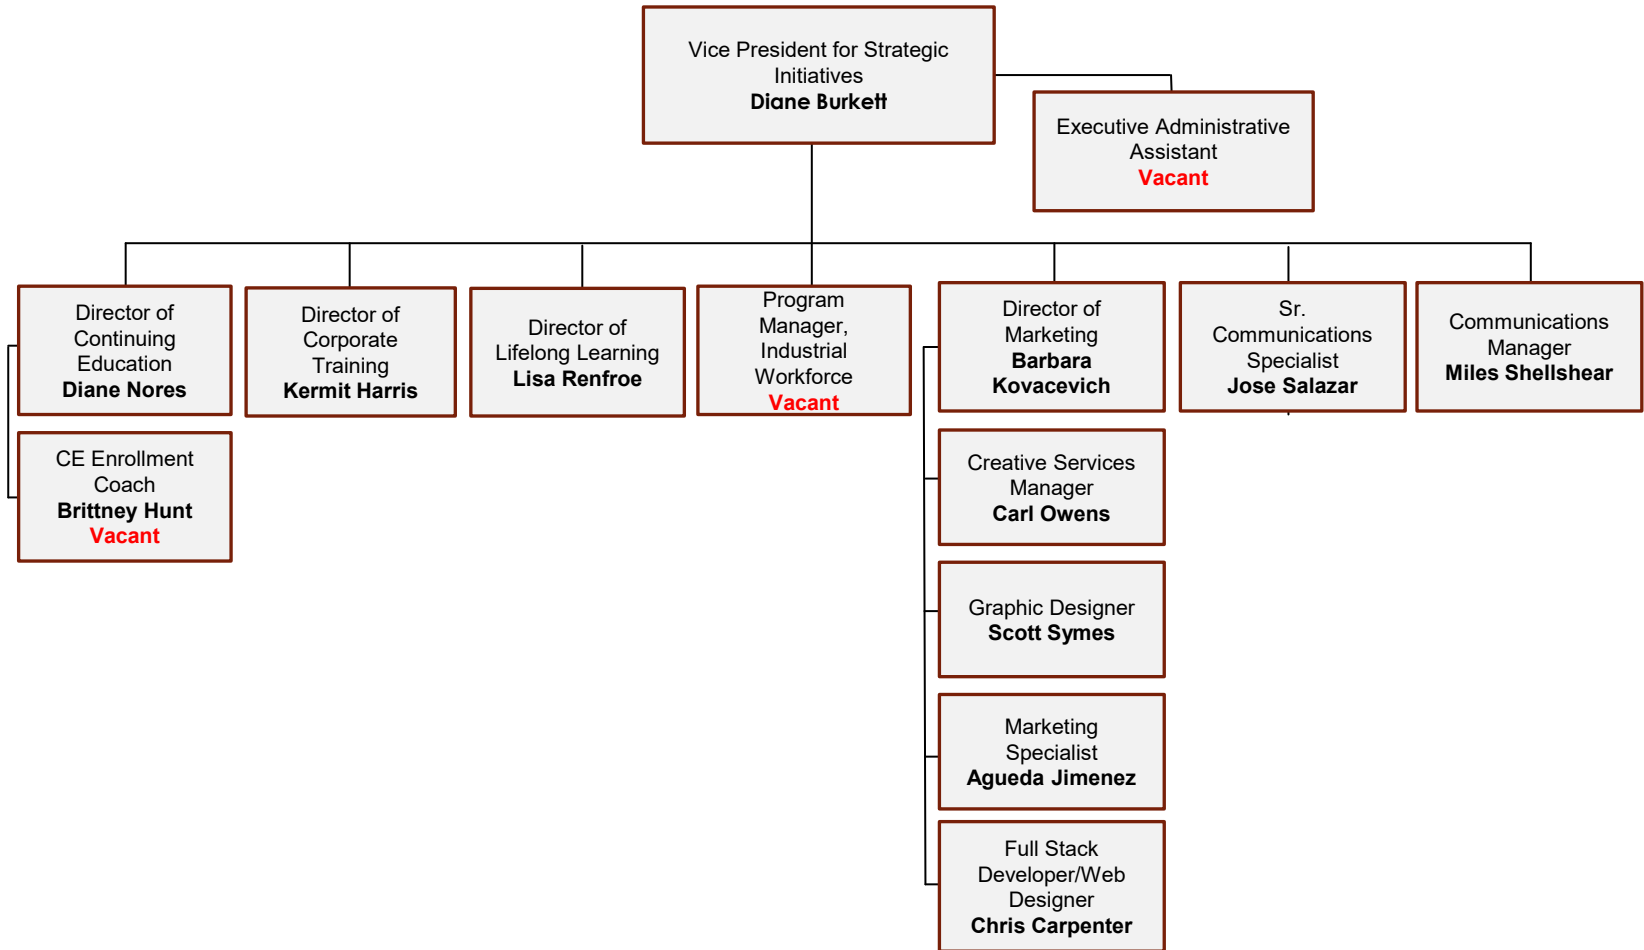 Vice President for Strategic
Initiatives
Diane Burkett
Executive Administrative
Assistant
Vacant
Director of
Continuing
Education
Diane Nores
Director of
Corporate
Training
Kermit Harris
Director of
Lifelong Learning
Lisa Renfroe
Program
Manager,
Industrial
Workforce
Vacant
Director of
Marketing
Barbara
Kovacevich
Sr.
Communications
Specialist
Jose Salazar
Communications
Manager
Miles Shellshear
CE Enrollment
Coach
Brittney Hunt
Vacant
Creative Services
Manager
Carl Owens
Graphic Designer
Scott Symes
Marketing
Specialist
Agueda Jimenez
Full Stack
Developer/Web
Designer
Chris Carpenter